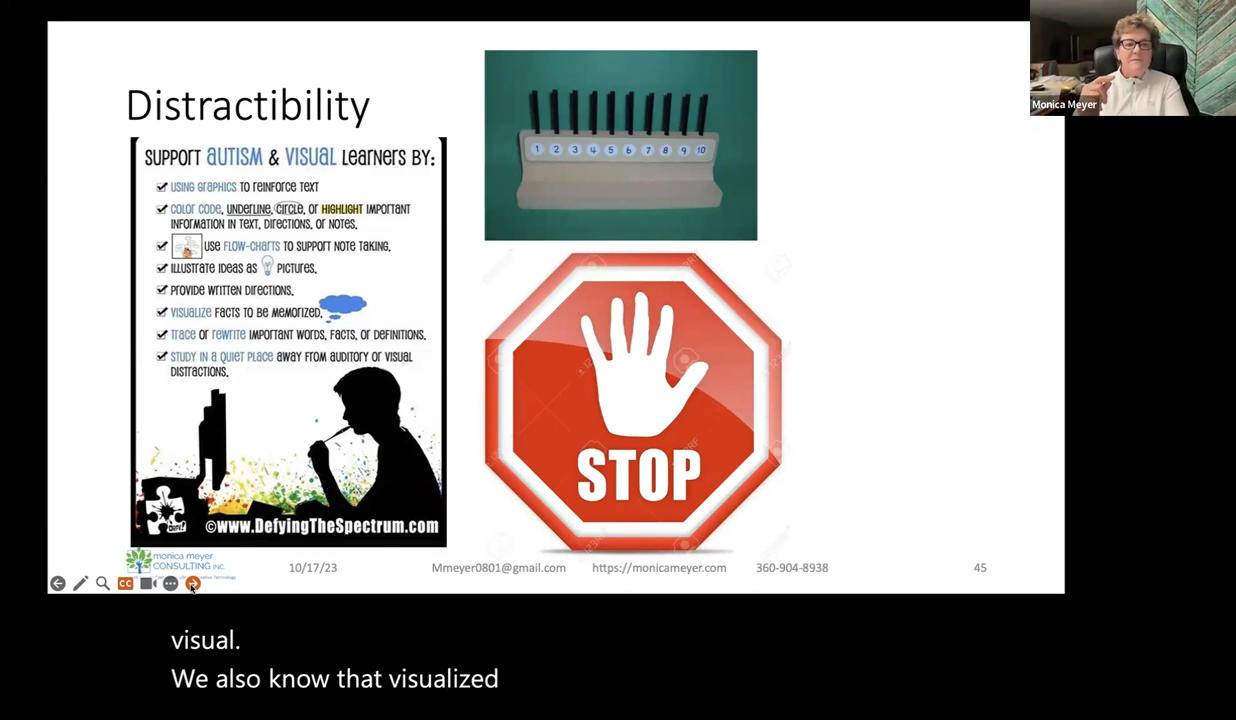 Monica Meyer
Distractibility
SUPPORT AUTISM & VISUAL LEARNERS BY:
USING GRAPHICS TO REINFORCE TEXT
COLOR CODE, UNDERLINE, CIRCLE, OR HIGHLIGHT IMPORTANT
INFORMATION IN TEXT, DIRECTIONS, OR NOTES.
USE FLOW-CHARTS TO SUPPORT NOTE TAKING.
ILLUSTRATE IDEAS AS PICTURES.
PROVIDE WRITTEN DIRECTIONS.
VISUALIZE FACTS TO BE MEMORIZED.
TRACE OR REWRITE IMPORTANT WORDS, FACTS, OR DEFINITIONS.
STUDY IN A QUIET PLACE AWAY FROM AUDITORY OR VISUAL
DISTRACTIONS.
©www.DefyingTheSpectrum.com
1 2 3 4 5 6 7 8 9 10
STOP
monica meyer
CONSULTING INC.
10/17/23
Mmeyer0801@gmail.com
https://monicameyer.com
360-904-8938
45
CC
visual.
We also know that visualized